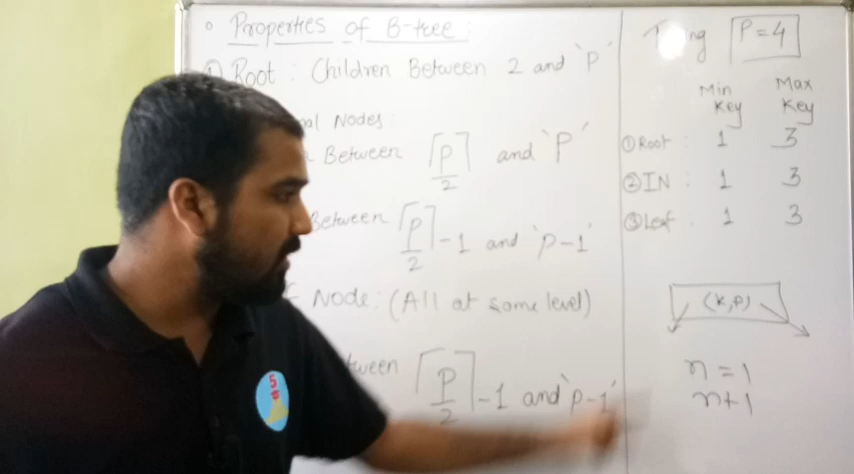 Properties of B-tree:
① Root: Children Between 2 and 'P'
Nodes:
Between ⌈P/2⌉ and 'P'
Between ⌈P/2⌉-1 and 'P-1'
Node: (All at same level)
⌈P/2⌉-1 and 'P-1'
P=4
Min Key Max Key
① Root: 1 3
② IN: 1 3
③ Leaf: 1 3
(K,P)
n=1
n+1